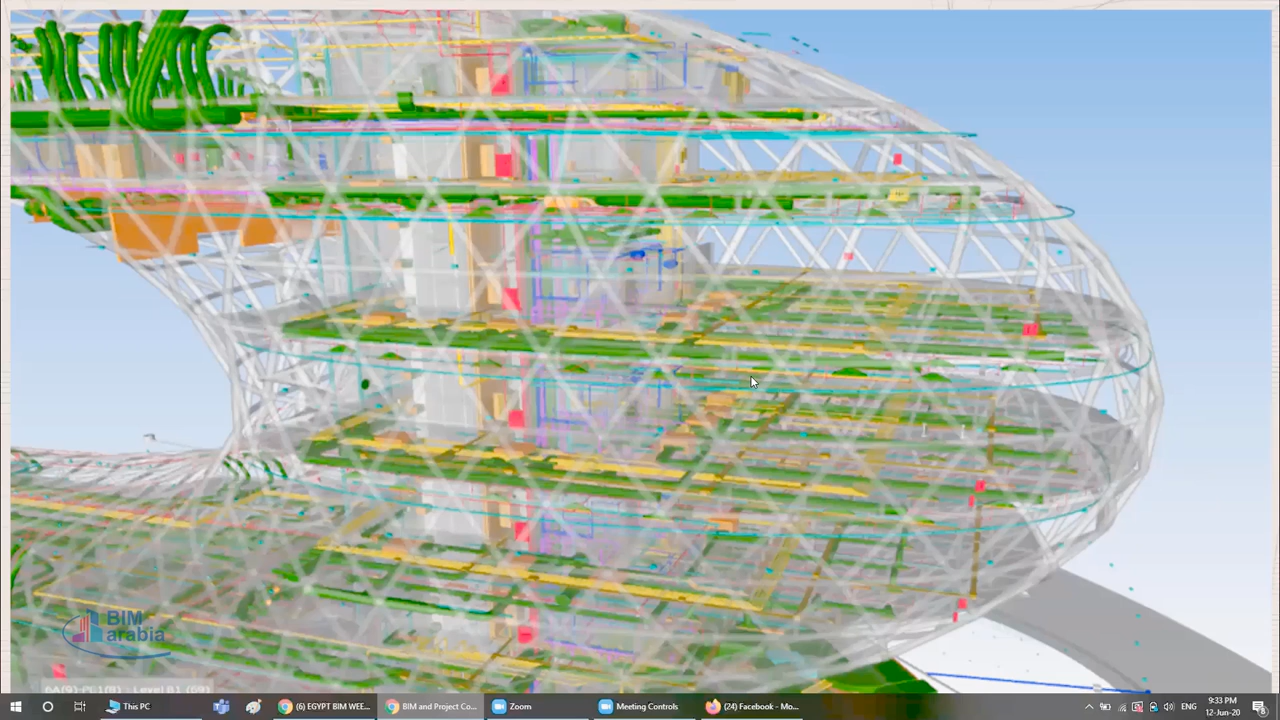 BIM
arabia
This PC
(6) EGYPT BIM WEE...
BIM and Project Co...
Zoom
Meeting Controls
(24) Facebook - Mo...
ENG
9:33 PM
12-Jun-20